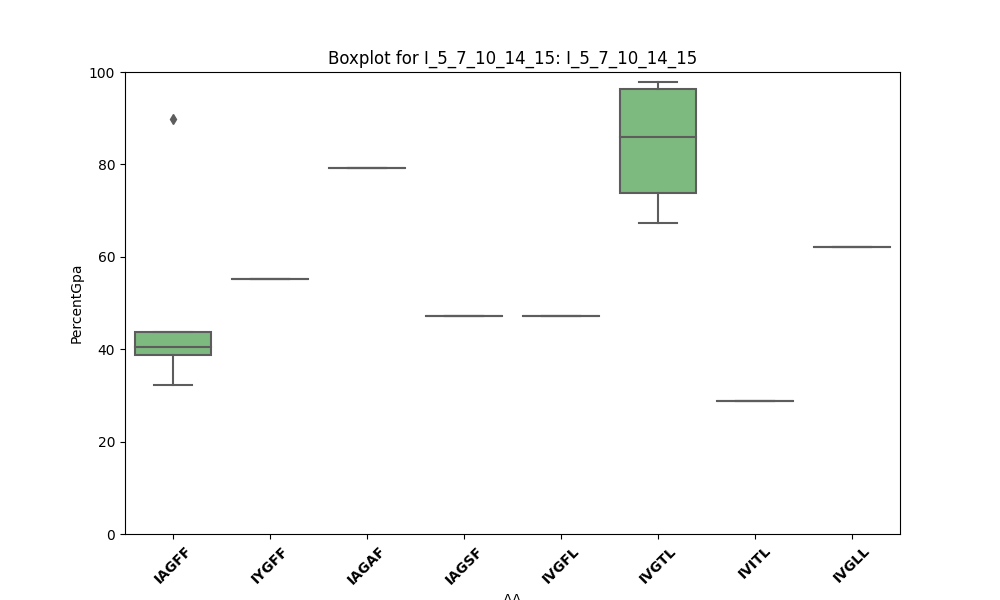 Boxplot for I_5_7_10_14_15: I_5_7_10_14_15
100
80
60
40
20
0
PercentGpa
IAGFF IYGFF IAGAF IAGSF IVGFL IVGTL IVITL IVGLL
AA